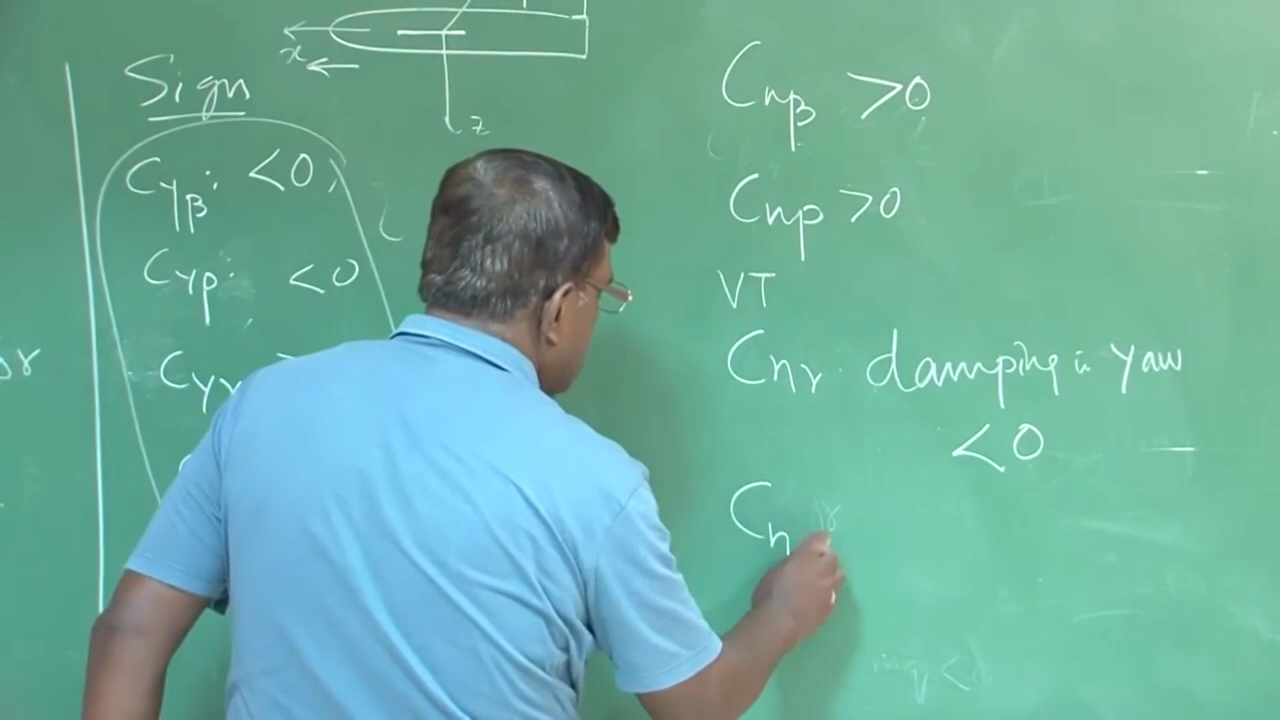 x
z
Sign
Cyβ: <0,
Cyp: <0
Cyr
Cnβ >0
Cnp >0
VT
Cnr. damping in yaw
<0
Cn